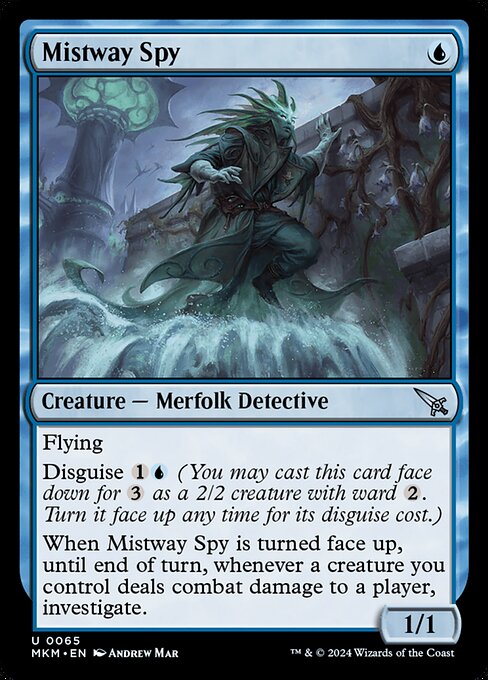 Mistway Spy
Creature — Merfolk Detective
Flying
Disguise 1 (You may cast this card face
down for 3 as a 2/2 creature with ward 2.
Turn it face up any time for its disguise cost.)
When Mistway Spy is turned face up,
until end of turn, whenever a creature you
control deals combat damage to a player,
investigate.
1/1
U 0065
MKM • EN Andrew Mar
™ & © 2024 Wizards of the Coast